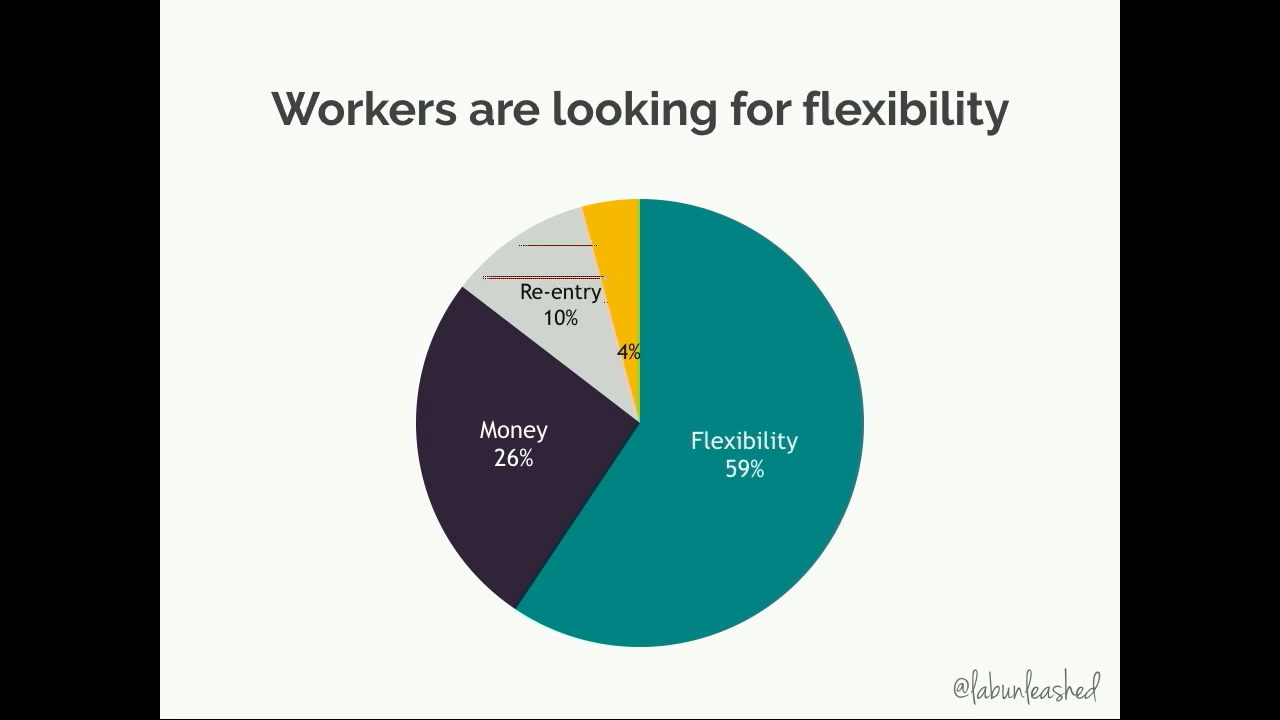 Workers are looking for flexibility
Re-entry
10%
4%
Money
26%
Flexibility
59%
@labunleashed